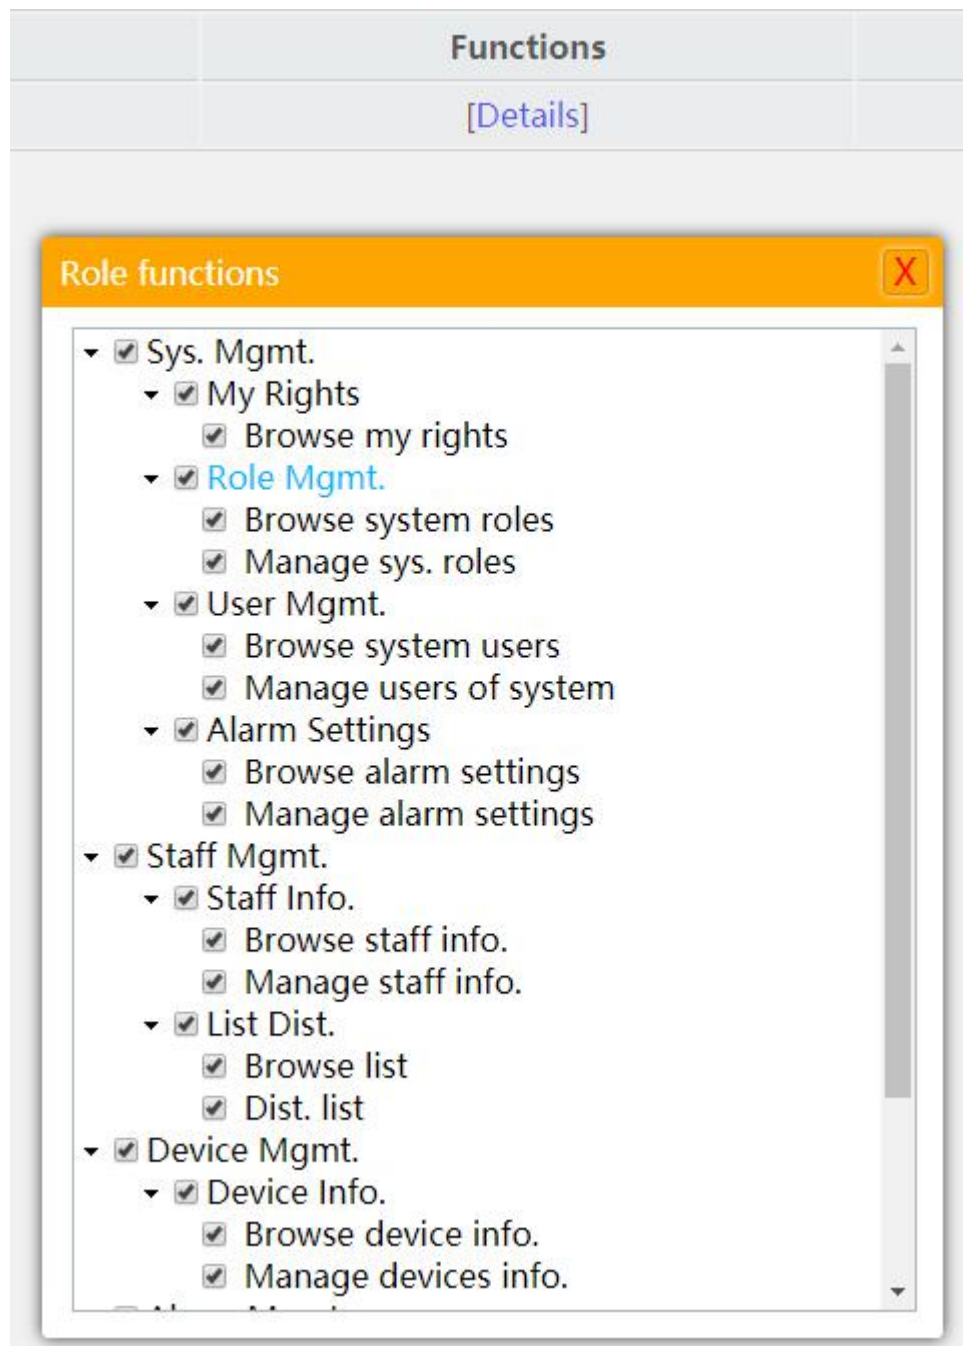 Functions
[Details]
Role functions
X
Sys. Mgmt.
My Rights
Browse my rights
Role Mgmt.
Browse system roles
Manage sys. roles
User Mgmt.
Browse system users
Manage users of system
Alarm Settings
Browse alarm settings
Manage alarm settings
Staff Mgmt.
Staff Info.
Browse staff info.
Manage staff info.
List Dist.
Browse list
Dist. list
Device Mgmt.
Device Info.
Browse device info.
Manage devices info.